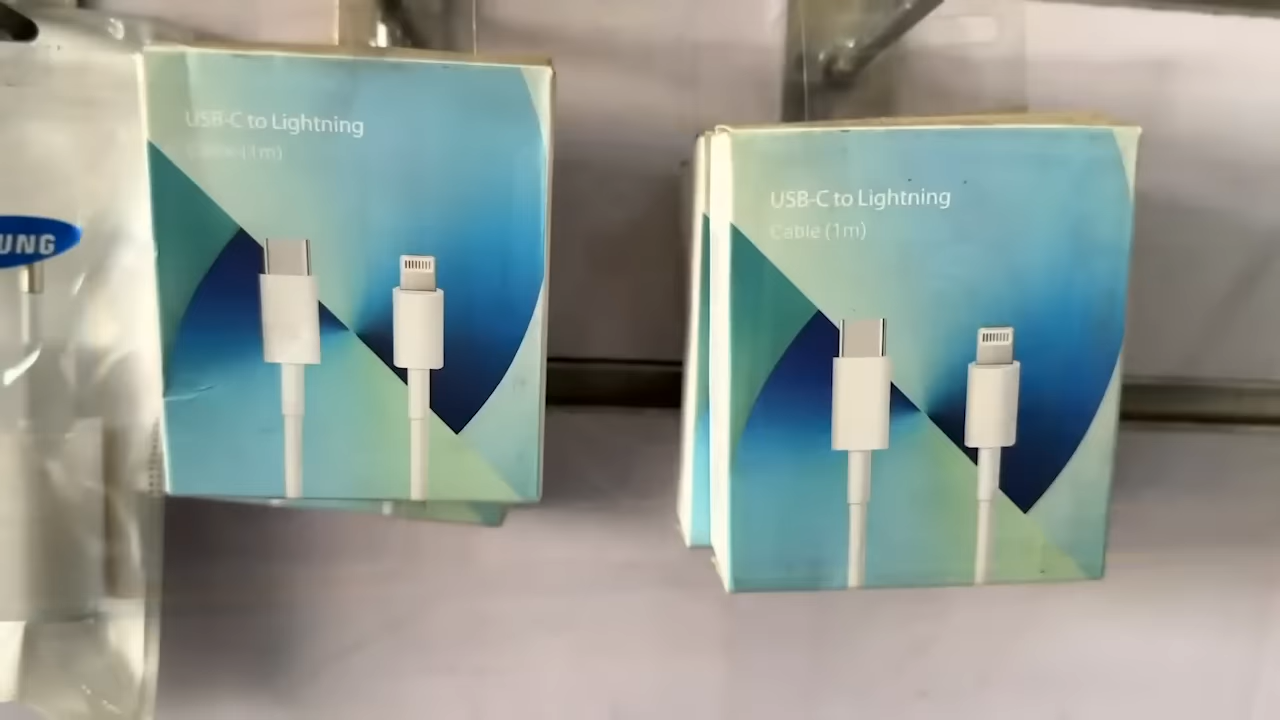 UNG
USB-C to Lightning
Cable (1m)
USB-C to Lightning
Cable (1m)